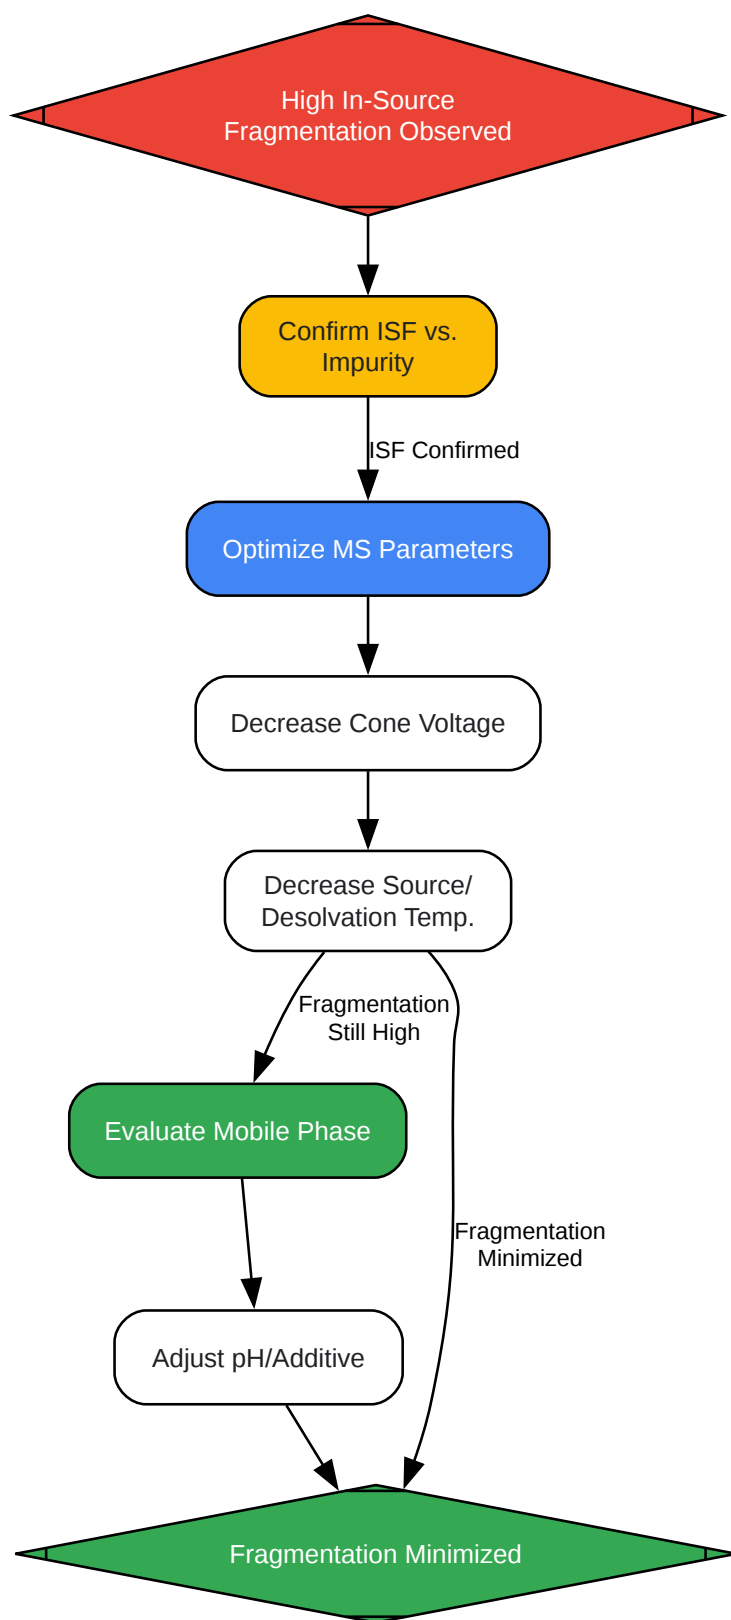 High In-Source
Fragmentation Observed
Confirm ISF vs.
Impurity
ISF Confirmed
Optimize MS Parameters
Decrease Cone Voltage
Decrease Source/
Desolvation Temp.
Fragmentation
Still High
Evaluate Mobile Phase
Fragmentation
Minimized
Adjust pH/Additive
Fragmentation Minimized